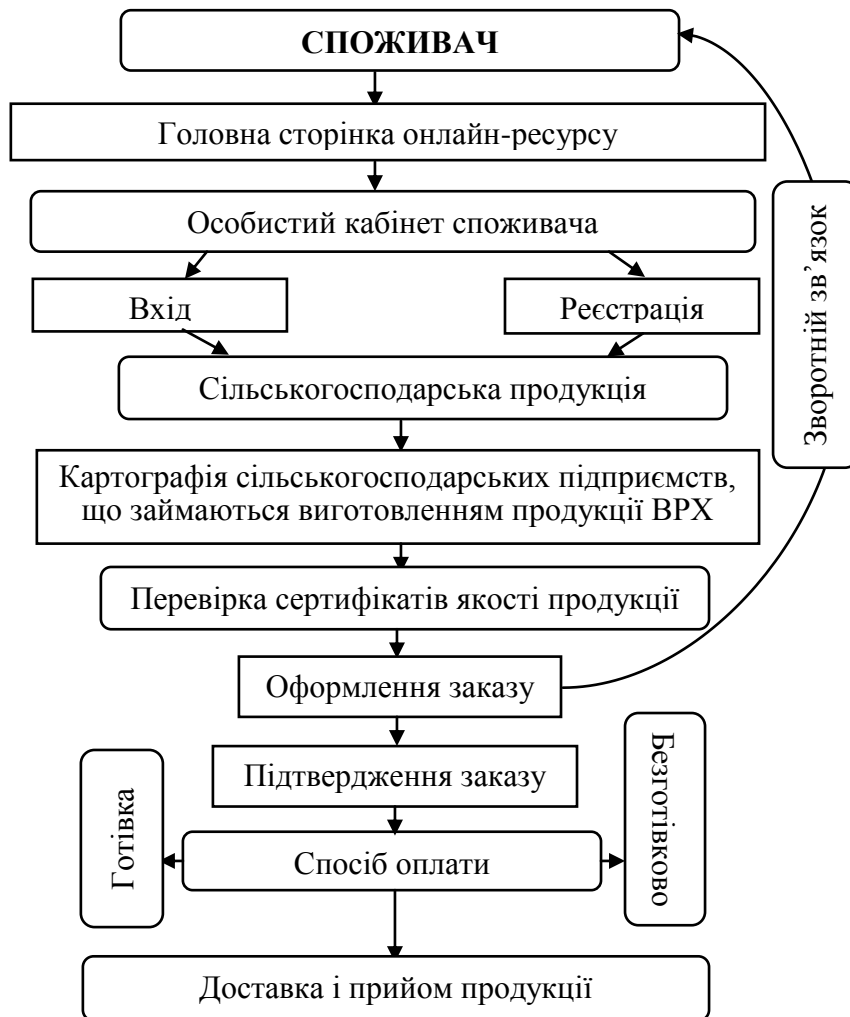 СПОЖИВАЧ
Головна сторінка онлайн-ресурсу
Особистий кабінет споживача
Вхід
Реєстрація
Зворотній зв’язок
Сільськогосподарська продукція
Картографія сільськогосподарських підприємств,
що займаються виготовленням продукції ВРХ
Перевірка сертифікатів якості продукції
Оформлення заказу
Підтвердження заказу
Готівка
Спосіб оплати
Безготівково
Доставка і прийом продукції